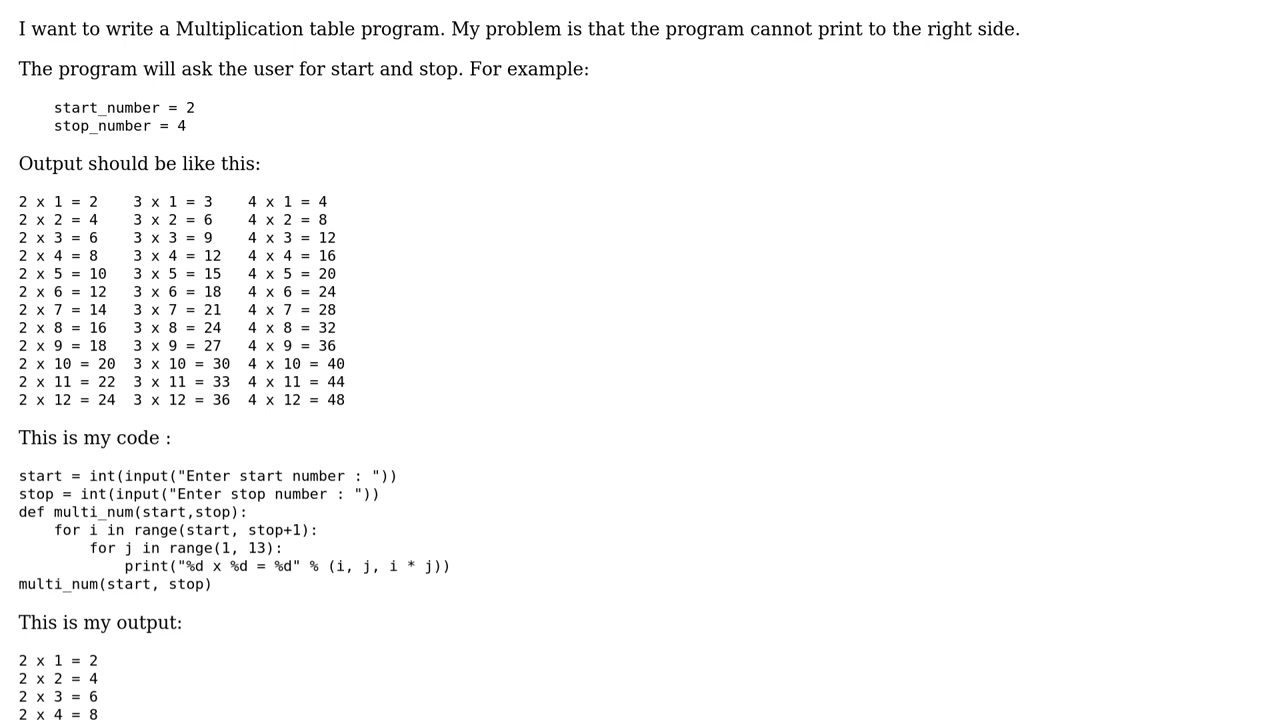 I want to write a Multiplication table program. My problem is that the program cannot print to the right side.
The program will ask the user for start and stop. For example:
    start_number = 2
    stop_number = 4
Output should be like this:
2 x 1 = 2    3 x 1 = 3    4 x 1 = 4
2 x 2 = 4    3 x 2 = 6    4 x 2 = 8
2 x 3 = 6    3 x 3 = 9    4 x 3 = 12
2 x 4 = 8    3 x 4 = 12   4 x 4 = 16
2 x 5 = 10   3 x 5 = 15   4 x 5 = 20
2 x 6 = 12   3 x 6 = 18   4 x 6 = 24
2 x 7 = 14   3 x 7 = 21   4 x 7 = 28
2 x 8 = 16   3 x 8 = 24   4 x 8 = 32
2 x 9 = 18   3 x 9 = 27   4 x 9 = 36
2 x 10 = 20  3 x 10 = 30  4 x 10 = 40
2 x 11 = 22  3 x 11 = 33  4 x 11 = 44
2 x 12 = 24  3 x 12 = 36  4 x 12 = 48
This is my code :
start = int(input("Enter start number : "))
stop = int(input("Enter stop number : "))
def multi_num(start,stop):
    for i in range(start, stop+1):
        for j in range(1, 13):
            print("%d x %d = %d" % (i, j, i * j))
multi_num(start, stop)
This is my output:
2 x 1 = 2
2 x 2 = 4
2 x 3 = 6
2 x 4 = 8